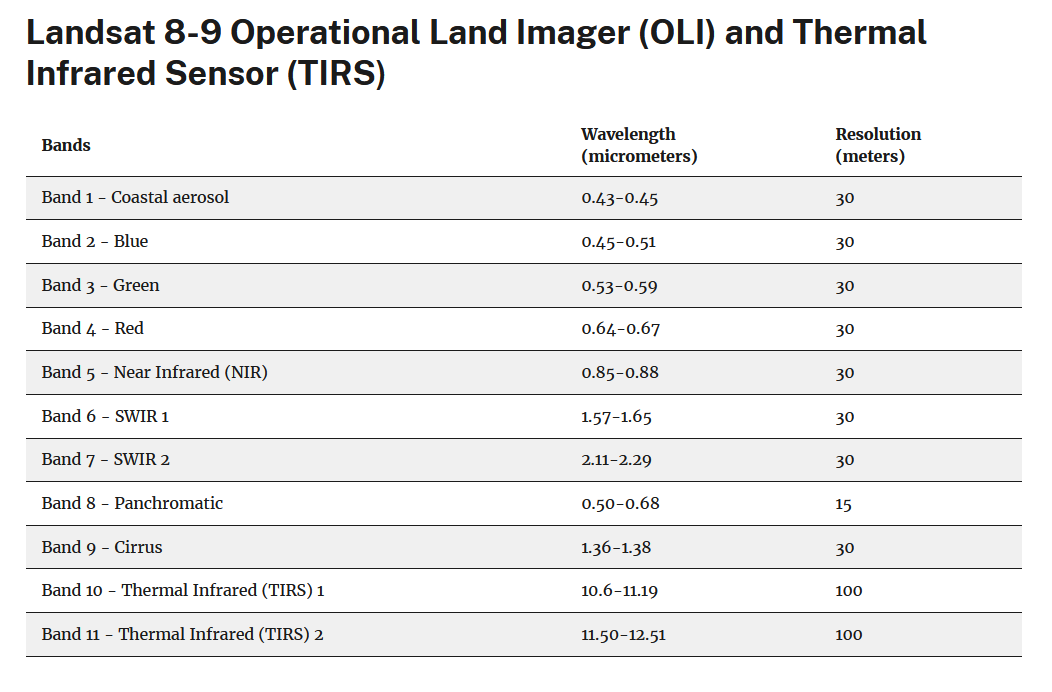 Landsat 8-9 Operational Land Imager (OLI) and Thermal
Infrared Sensor (TIRS)
Bands Wavelength (micrometers) Resolution (meters)
Band 1 - Coastal aerosol 0.43-0.45 30
Band 2 - Blue 0.45-0.51 30
Band 3 - Green 0.53-0.59 30
Band 4 - Red 0.64-0.67 30
Band 5 - Near Infrared (NIR) 0.85-0.88 30
Band 6 - SWIR 1 1.57-1.65 30
Band 7 - SWIR 2 2.11-2.29 30
Band 8 - Panchromatic 0.50-0.68 15
Band 9 - Cirrus 1.36-1.38 30
Band 10 - Thermal Infrared (TIRS) 1 10.6-11.19 100
Band 11 - Thermal Infrared (TIRS) 2 11.50-12.51 100